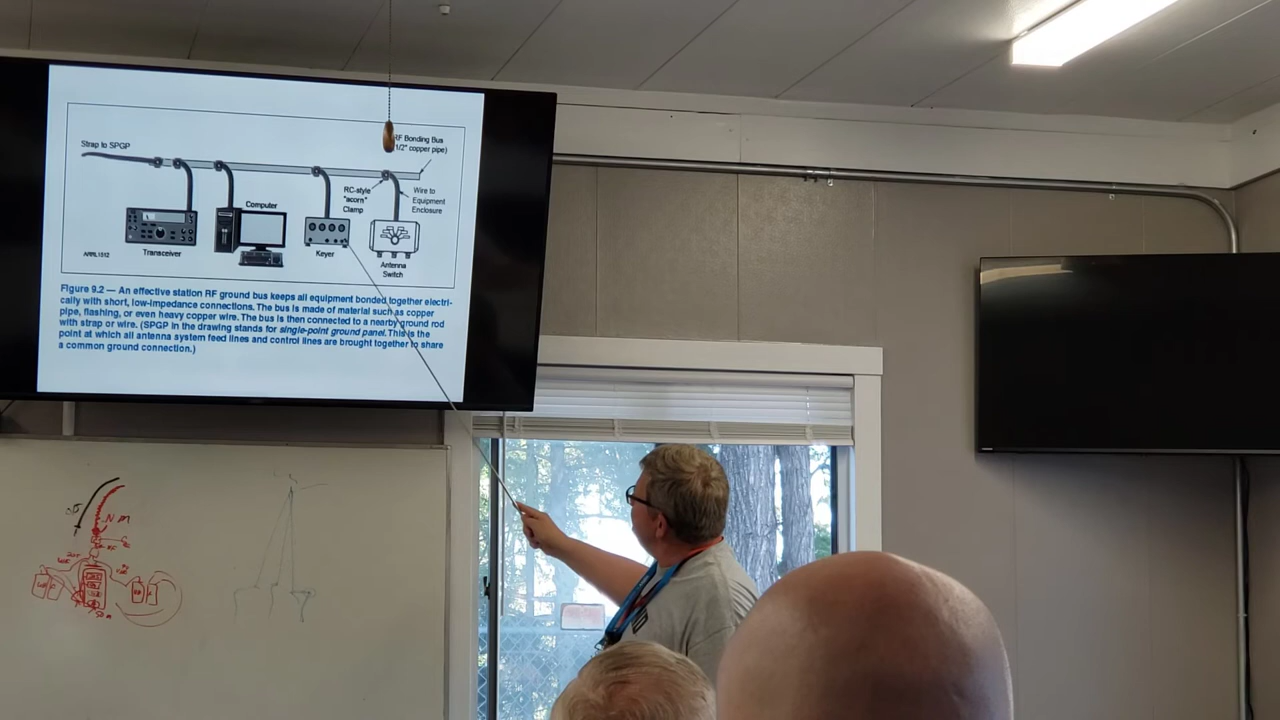 Strap to SPGP
RF Bonding Bus
1/2" copper pipe)
RC-style
"acorn"
Clamp
Wire to
Equipment
Enclosure
Computer
Transceiver
Keyer
Antenna
Switch
ARRL1512
Figure 9.2 — An effective station RF ground bus keeps all equipment bonded together electri-
cally with short, low-impedance connections. The bus is made of material such as copper
pipe, flashing, or even heavy copper wire. The bus is then connected to a nearby ground rod
with strap or wire. (SPGP in the drawing stands for single-point ground panel. This is the
point at which all antenna system feed lines and control lines are brought together to share
a common ground connection.)